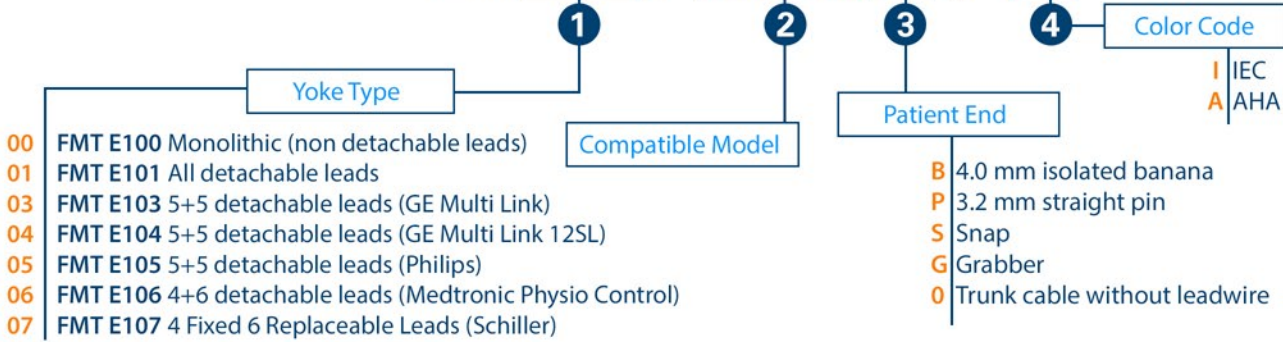 1
2
3
4
Color Code
I IEC
A AHA
Yoke Type
00 FMT E100 Monolithic (non detachable leads)
01 FMT E101 All detachable leads
03 FMT E103 5+5 detachable leads (GE Multi Link)
04 FMT E104 5+5 detachable leads (GE Multi Link 12SL)
05 FMT E105 5+5 detachable leads (Philips)
06 FMT E106 4+6 detachable leads (Medtronic Physio Control)
07 FMT E107 4 Fixed 6 Replaceable Leads (Schiller)
Compatible Model
Patient End
B 4.0 mm isolated banana
P 3.2 mm straight pin
S Snap
G Grabber
0 Trunk cable without leadwire